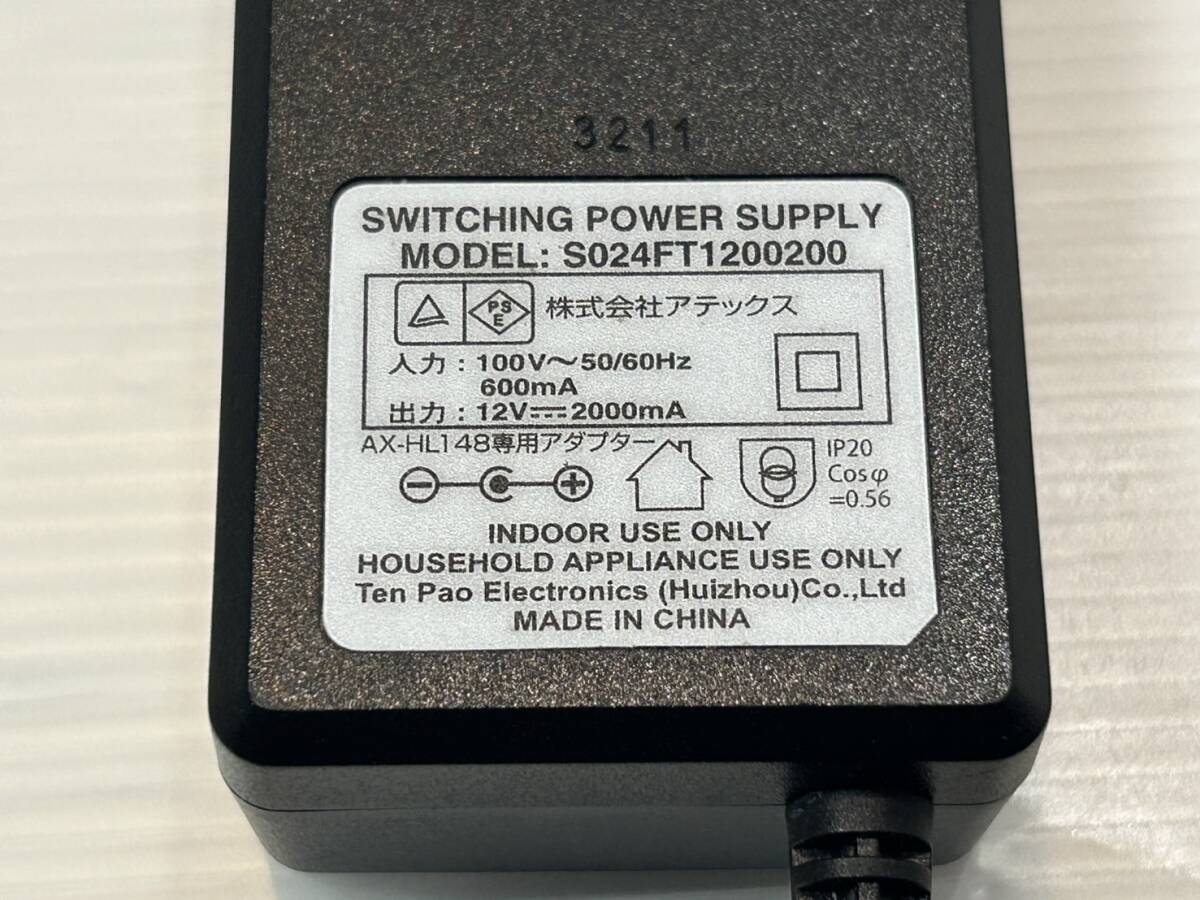 3211
SWITCHING POWER SUPPLY
MODEL: S024FT1200200
PSE 株式会社アテックス
入力 : 100V～50/60Hz
600mA
出力 : 12V⎓2000mA
AX-HL148専用アダプター
IP20
Cosφ
=0.56
INDOOR USE ONLY
HOUSEHOLD APPLIANCE USE ONLY
Ten Pao Electronics (Huizhou)Co.,Ltd
MADE IN CHINA